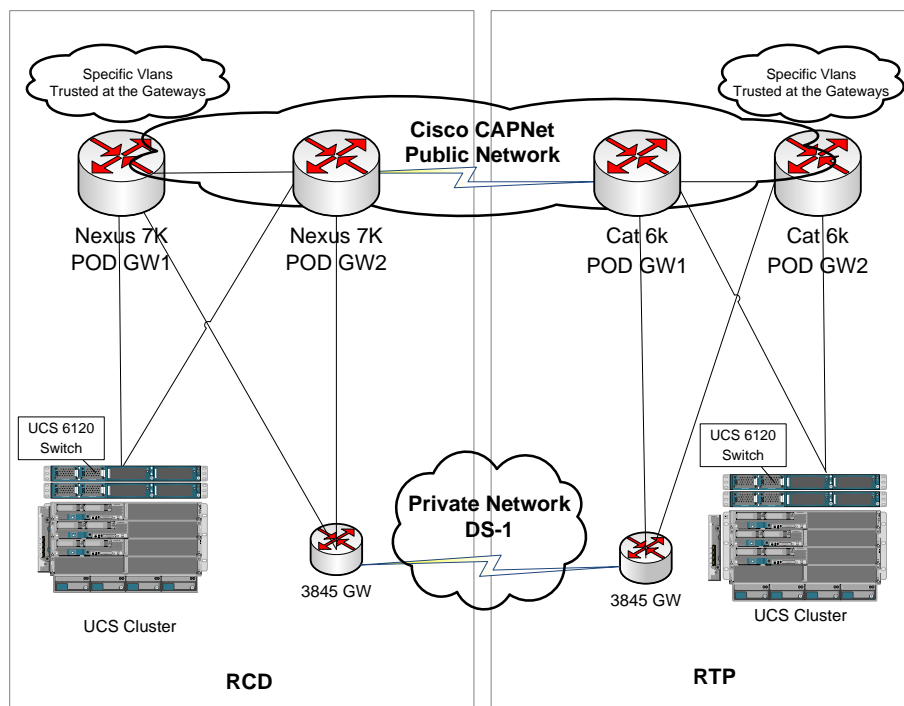 Specific Vlans
Trusted at the Gateways
Specific Vlans
Trusted at the Gateways
Cisco CAPNet
Public Network
Nexus 7K
POD GW1
Nexus 7K
POD GW2
Cat 6k
POD GW1
Cat 6k
POD GW2
UCS 6120
Switch
UCS 6120
Switch
Private Network
DS-1
3845 GW
3845 GW
UCS Cluster
UCS Cluster
RCD
RTP